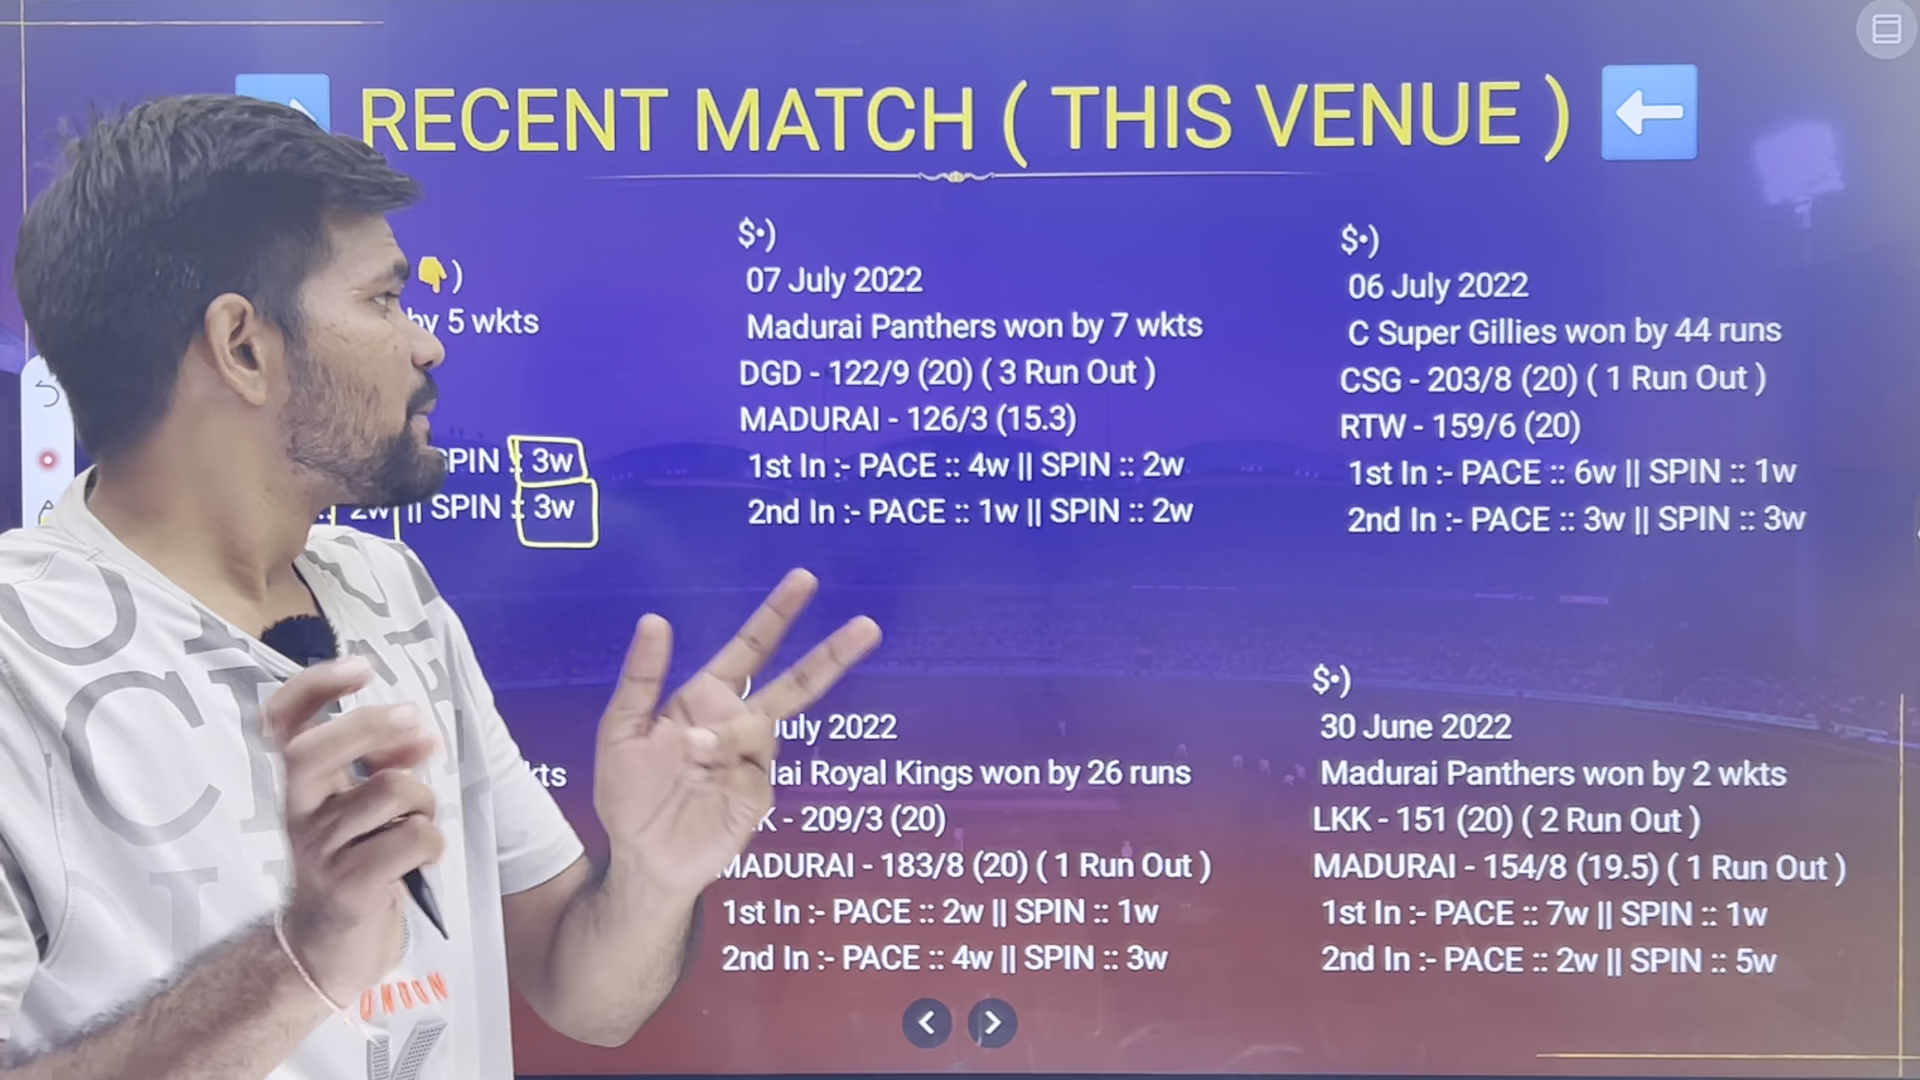 RECENT MATCH ( THIS VENUE )
)
by 5 wkts
SPIN :: 3w
2w || SPIN :: 3w
$•)
07 July 2022
Madurai Panthers won by 7 wkts
DGD - 122/9 (20) ( 3 Run Out )
MADURAI - 126/3 (15.3)
1st In :- PACE :: 4w || SPIN :: 2w
2nd In :- PACE :: 1w || SPIN :: 2w
$•)
06 July 2022
C Super Gillies won by 44 runs
CSG - 203/8 (20) ( 1 Run Out )
RTW - 159/6 (20)
1st In :- PACE :: 6w || SPIN :: 1w
2nd In :- PACE :: 3w || SPIN :: 3w
)
July 2022
lai Royal Kings won by 26 runs
K - 209/3 (20)
MADURAI - 183/8 (20) ( 1 Run Out )
1st In :- PACE :: 2w || SPIN :: 1w
2nd In :- PACE :: 4w || SPIN :: 3w
$•)
30 June 2022
Madurai Panthers won by 2 wkts
LKK - 151 (20) ( 2 Run Out )
MADURAI - 154/8 (19.5) ( 1 Run Out )
1st In :- PACE :: 7w || SPIN :: 1w
2nd In :- PACE :: 2w || SPIN :: 5w
kts
ONDON